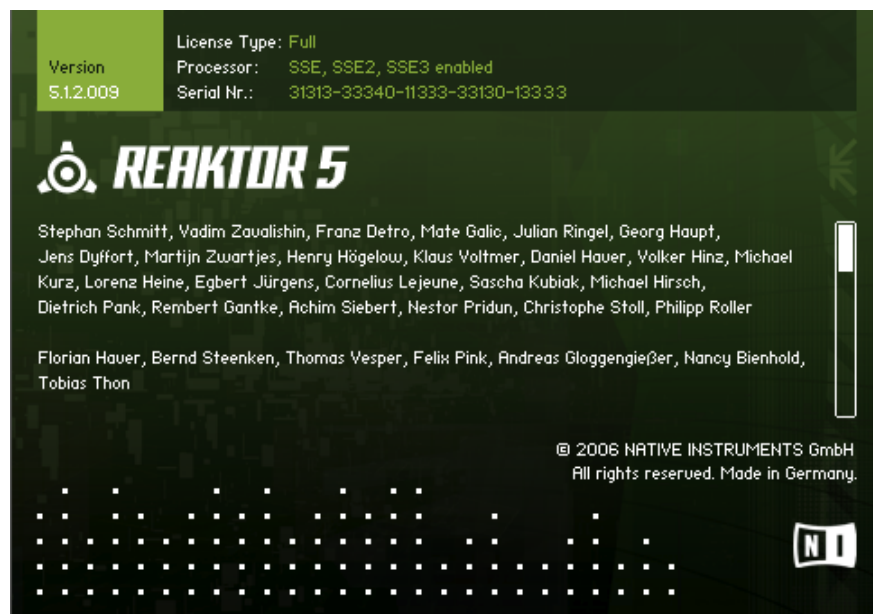 License Type: Full
Version
Processor: SSE, SSE2, SSE3 enabled
5.1.2.009
Serial Nr.: 31313-33340-11333-33130-13333
REAKTOR 5
Stephan Schmitt, Vadim Zavalishin, Franz Detro, Mate Galic, Julian Ringel, Georg Haupt,
Jens Dyffort, Martijn Zwartjes, Henry Högelow, Klaus Voltmer, Daniel Hauer, Volker Hinz, Michael
Kurz, Lorenz Heine, Egbert Jürgens, Cornelius Lejeune, Sascha Kubiak, Michael Hirsch,
Dietrich Pank, Rembert Gantke, Achim Siebert, Nestor Pridun, Christophe Stoll, Philipp Roller
Florian Haver, Bernd Steenken, Thomas Vesper, Felix Pink, Andreas Gloggengießer, Nancy Bienhold,
Tobias Thon
© 2006 NATIVE INSTRUMENTS GmbH
All rights reserved. Made in Germany.
NI